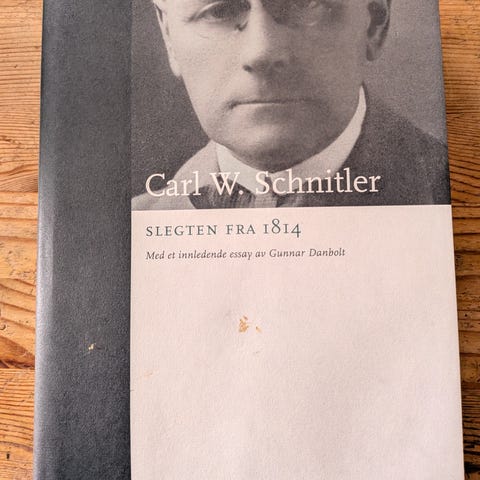 Carl W. Schnitler
SLEGTEN FRA 1814
Med et innledende essay av Gunnar Danbolt